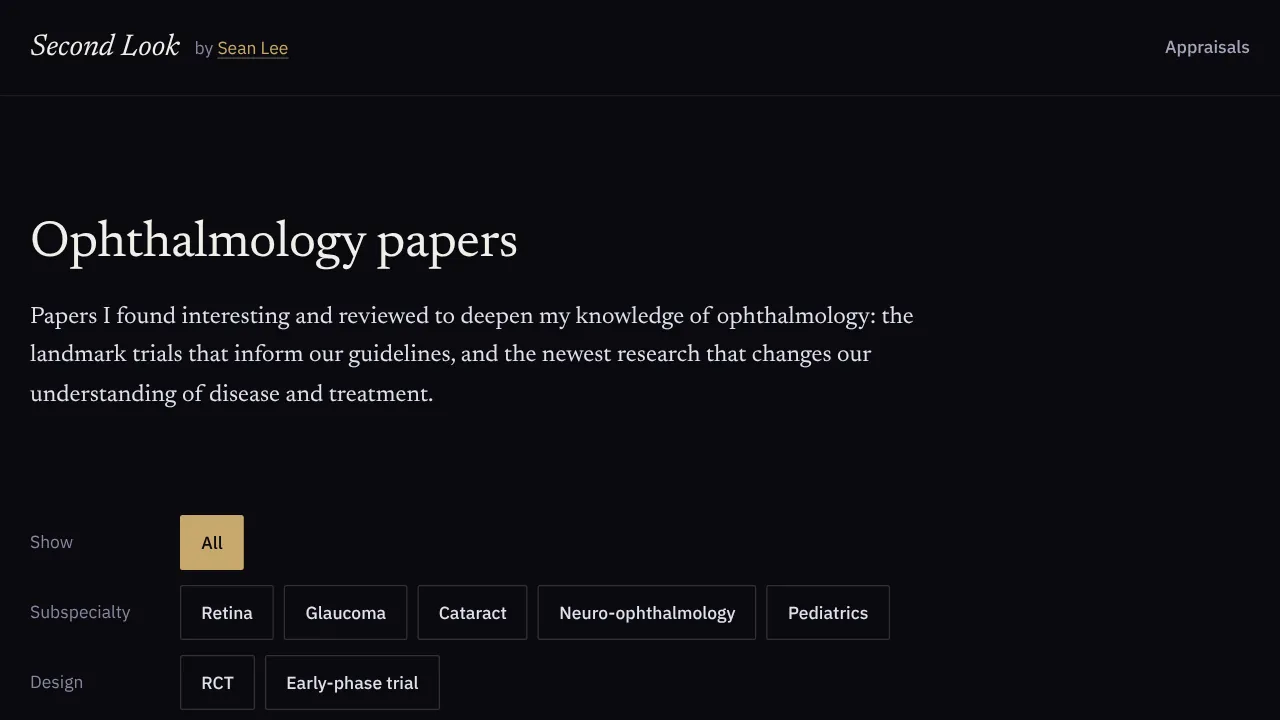 Second Look by Sean Lee
Appraisals
Ophthalmology papers
Papers I found interesting and reviewed to deepen my knowledge of ophthalmology: the
landmark trials that inform our guidelines, and the newest research that changes our
understanding of disease and treatment.
Show All
Subspecialty Retina Glaucoma Cataract Neuro-ophthalmology Pediatrics
Design RCT Early-phase trial